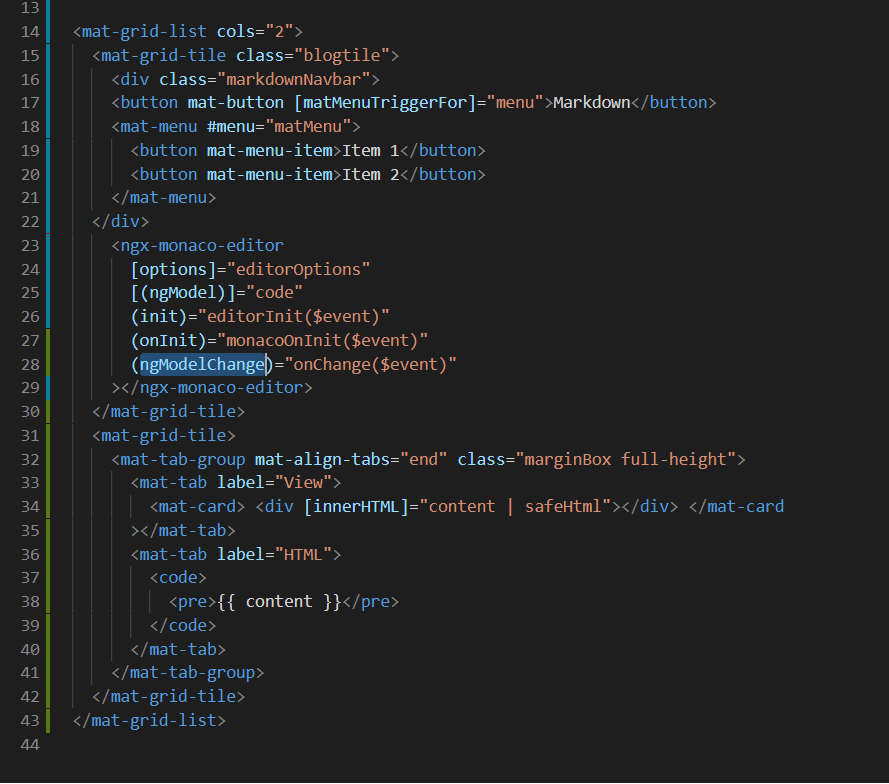 13
14 <mat-grid-list cols="2">
15 <mat-grid-tile class="blogtile">
16 <div class="markdownNavbar">
17 <button mat-button [matMenuTriggerFor]="menu">Markdown</button>
18 <mat-menu #menu="matMenu">
19 <button mat-menu-item>Item 1</button>
20 <button mat-menu-item>Item 2</button>
21 </mat-menu>
22 </div>
23 <ngx-monaco-editor
24 [options]="editorOptions"
25 [(ngModel)]="code"
26 (init)="editorInit($event)"
27 (onInit)="monacoOnInit($event)"
28 (ngModelChange)="onChange($event)"
29 ></ngx-monaco-editor>
30 </mat-grid-tile>
31 <mat-grid-tile>
32 <mat-tab-group mat-align-tabs="end" class="marginBox full-height">
33 <mat-tab label="View">
34 <mat-card> <div [innerHTML]="content | safeHtml"></div> </mat-card
35 ></mat-tab>
36 <mat-tab label="HTML">
37 <code>
38 <pre>{{ content }}</pre>
39 </code>
40 </mat-tab>
41 </mat-tab-group>
42 </mat-grid-tile>
43 </mat-grid-list>
44